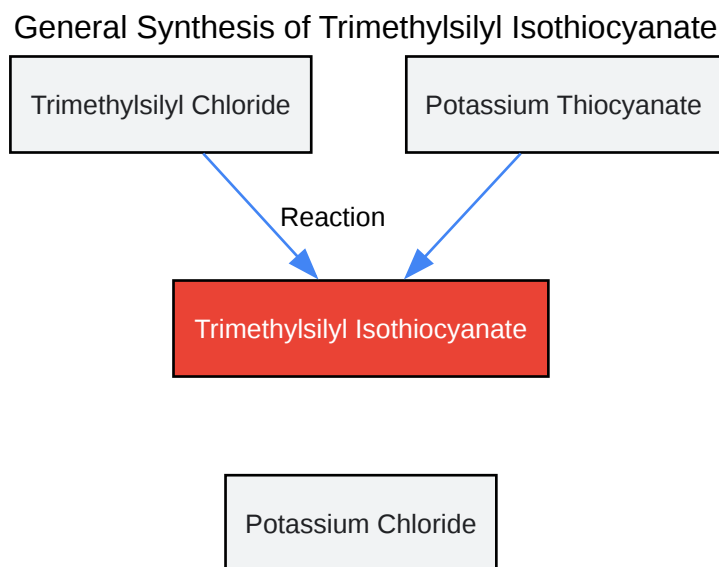 General Synthesis of Trimethylsilyl Isothiocyanate
Trimethylsilyl Chloride
Potassium Thiocyanate
Reaction
Trimethylsilyl Isothiocyanate
Potassium Chloride